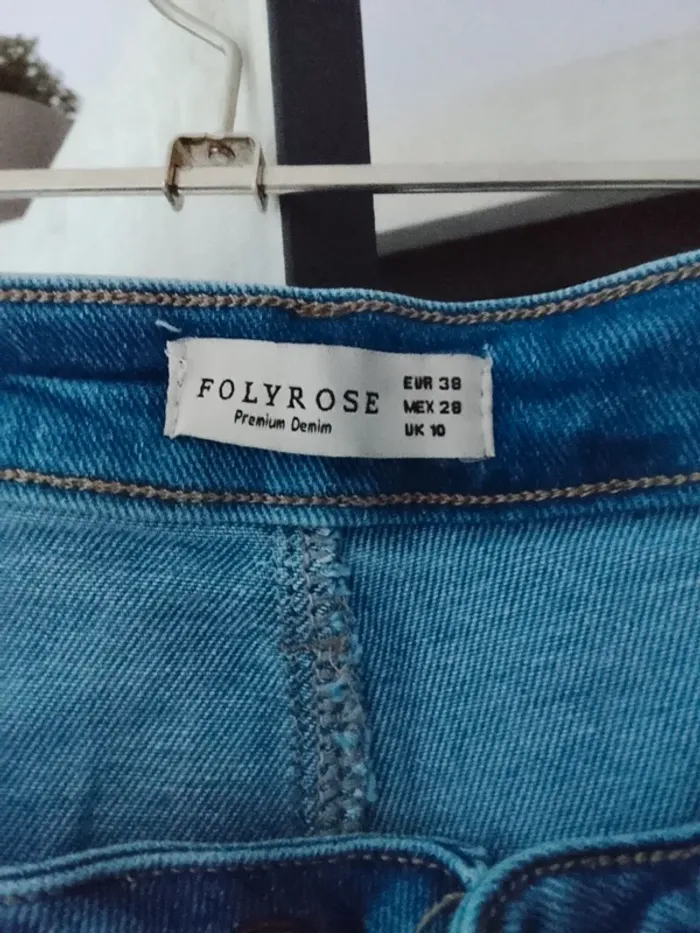 FOLYROSE
Premium Denim
EUR 38
MEX 28
UK 10